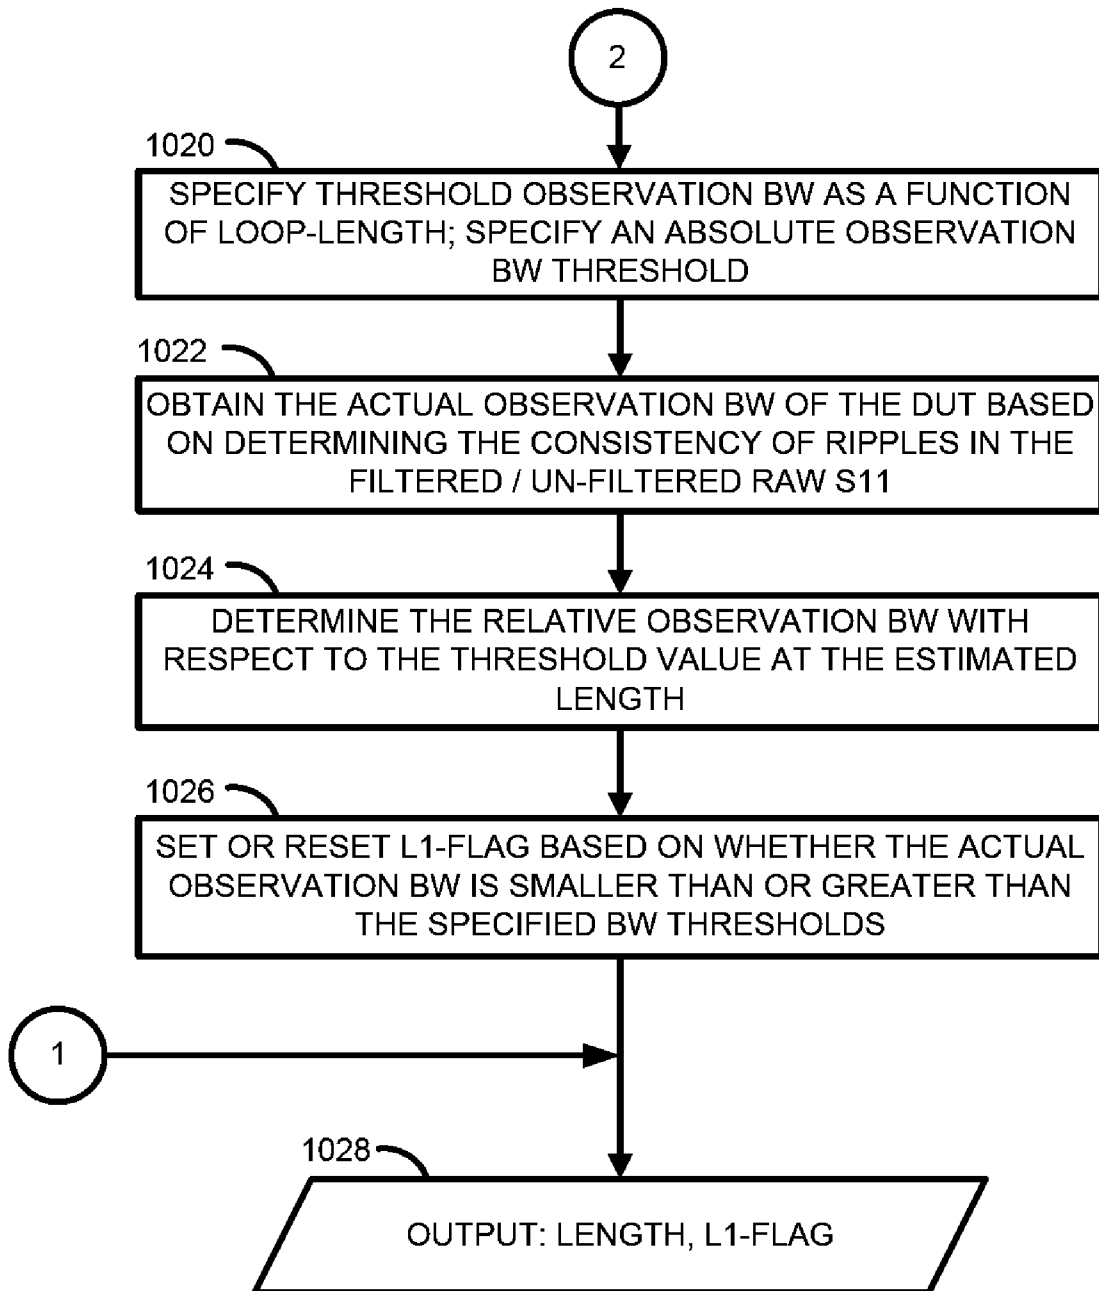 2
1020
SPECIFY THRESHOLD OBSERVATION BW AS A FUNCTION
OF LOOP-LENGTH; SPECIFY AN ABSOLUTE OBSERVATION
BW THRESHOLD
1022
OBTAIN THE ACTUAL OBSERVATION BW OF THE DUT BASED
ON DETERMINING THE CONSISTENCY OF RIPPLES IN THE
FILTERED / UN-FILTERED RAW S11
1024
DETERMINE THE RELATIVE OBSERVATION BW WITH
RESPECT TO THE THRESHOLD VALUE AT THE ESTIMATED
LENGTH
1026
SET OR RESET L1-FLAG BASED ON WHETHER THE ACTUAL
OBSERVATION BW IS SMALLER THAN OR GREATER THAN
THE SPECIFIED BW THRESHOLDS
1
1028
OUTPUT: LENGTH, L1-FLAG